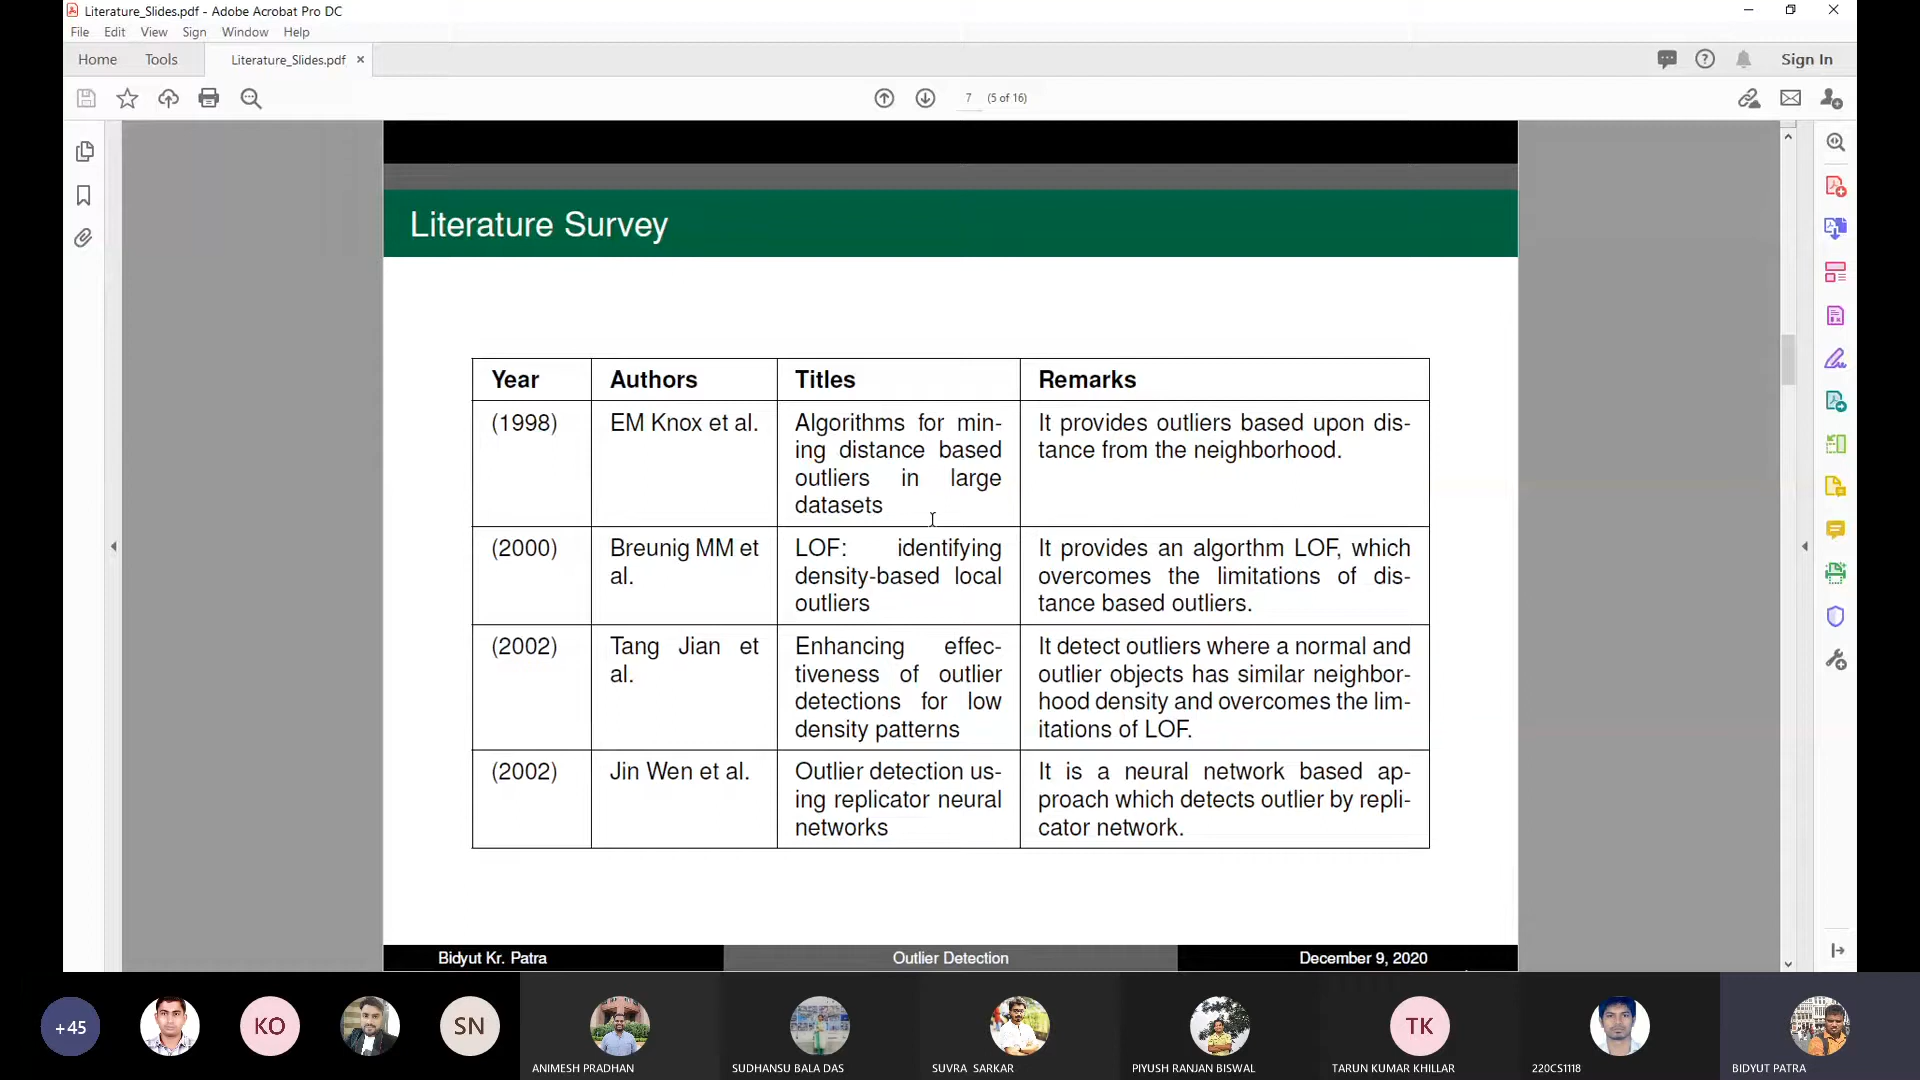 Literature_Slides.pdf - Adobe Acrobat Pro DC
File Edit View Sign Window Help
Home Tools Literature_Slides.pdf × Sign In
7 (5 of 16)
Literature Survey
Year Authors Titles Remarks
(1998) EM Knox et al. Algorithms for min- It provides outliers based upon dis-
ing distance based tance from the neighborhood.
outliers in large
datasets
(2000) Breunig MM et LOF: identifying It provides an algorthm LOF, which
al. density-based local overcomes the limitations of dis-
outliers tance based outliers.
(2002) Tang Jian et Enhancing effec- It detect outliers where a normal and
al. tiveness of outlier outlier objects has similar neighbor-
detections for low hood density and overcomes the lim-
density patterns itations of LOF.
(2002) Jin Wen et al. Outlier detection us- It is a neural network based ap-
ing replicator neural proach which detects outlier by repli-
networks cator network.
Bidyut Kr. Patra Outlier Detection December 9, 2020
+45 KO SN TK
ANIMESH PRADHAN SUDHANSU BALA DAS SUVRA SARKAR PIYUSH RANJAN BISWAL TARUN KUMAR KHILLAR 220CS1118 BIDYUT PATRA